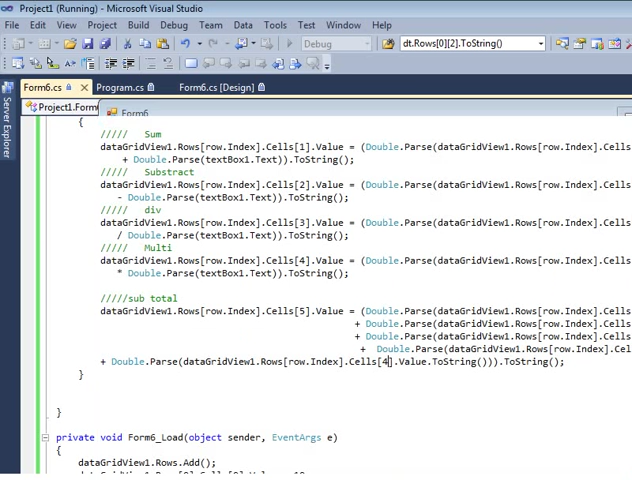 Project1 (Running) - Microsoft Visual Studio
File Edit View Project Build Debug Team Data Tools Test Window Help
Debug dt.Rows[0][2].ToString()
Form6.cs Program.cs Form6.cs [Design]
Server Explorer
Project1.Form Form6
{
///// Sum
dataGridView1.Rows[row.Index].Cells[1].Value = (Double.Parse(dataGridView1.Rows[row.Index].Cells
+ Double.Parse(textBox1.Text)).ToString();
///// Substract
dataGridView1.Rows[row.Index].Cells[2].Value = (Double.Parse(dataGridView1.Rows[row.Index].Cells
- Double.Parse(textBox1.Text)).ToString();
///// div
dataGridView1.Rows[row.Index].Cells[3].Value = (Double.Parse(dataGridView1.Rows[row.Index].Cells
/ Double.Parse(textBox1.Text)).ToString();
///// Multi
dataGridView1.Rows[row.Index].Cells[4].Value = (Double.Parse(dataGridView1.Rows[row.Index].Cells
* Double.Parse(textBox1.Text)).ToString();
/////sub total
dataGridView1.Rows[row.Index].Cells[5].Value = (Double.Parse(dataGridView1.Rows[row.Index].Cells
+ Double.Parse(dataGridView1.Rows[row.Index].Cells
+ Double.Parse(dataGridView1.Rows[row.Index].Cells
+ Double.Parse(dataGridView1.Rows[row.Index].Cel
+ Double.Parse(dataGridView1.Rows[row.Index].Cells[4].Value.ToString())).ToString();
}
}
private void Form6_Load(object sender, EventArgs e)
{
dataGridView1.Rows.Add();